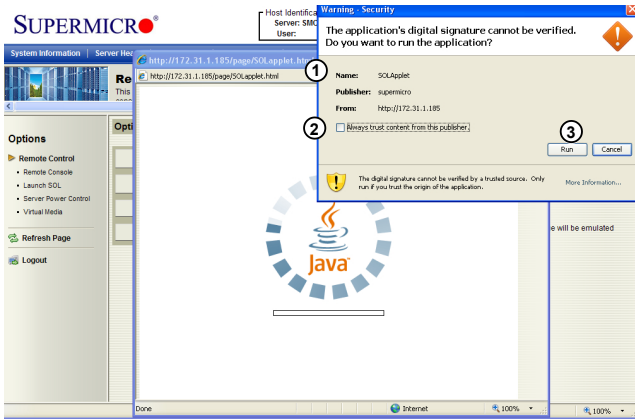 SUPERMICRO®
Host Identifica
Server: SMC
User:
System Information
Server Hea
Re
This
Options
Remote Control
Remote Console
Launch SOL
Server Power Control
Virtual Media
Refresh Page
Logout
Opti
http://172.31.1.185/page/SOLapplet.ht
http://172.31.1.185/page/SOLapplet.html
Java
Done
Internet
100%
Warning - Security
The application's digital signature cannot be verified.
Do you want to run the application?
1
Name: SOLApplet
Publisher: supermicro
From: http://172.31.1.185
2
Always trust content from this publisher.
3
Run
Cancel
The digital signature cannot be verified by a trusted source. Only
run if you trust the origin of the application.
More Information...
e will be emulated
100%